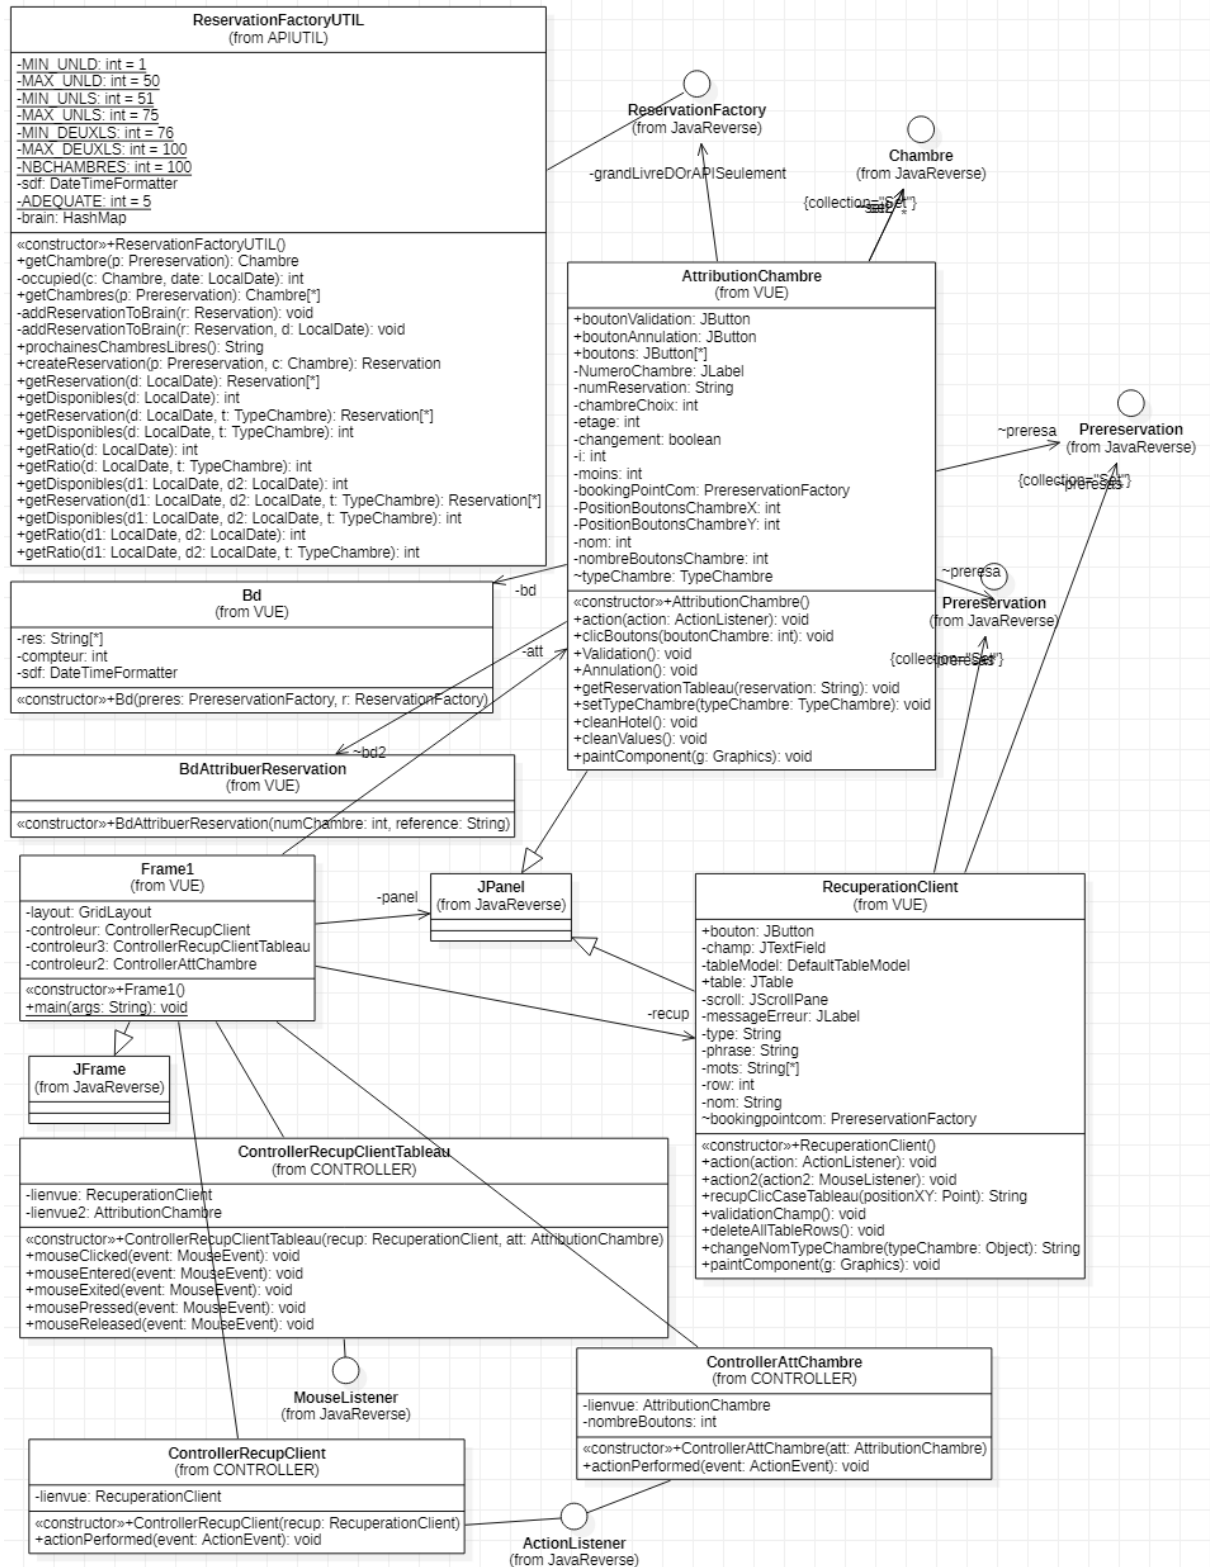 ReservationFactoryUTIL
(from APIUTIL)
-MIN_UNLD: int = 1
-MAX_UNLD: int = 50
-MIN_UNLS: int = 51
-MAX_UNLS: int = 75
-MIN_DEUXLS: int = 76
-MAX_DEUXLS: int = 100
-NBCHAMBRES: int = 100
-sdf: DateTimeFormatter
-ADEQUATE: int = 5
-brain: HashMap
«constructor»+ReservationFactoryUTIL()
+getChambre(p: Prereservation): Chambre
-occupied(c: Chambre, date: LocalDate): int
+getChambres(p: Prereservation): Chambre[*]
-addReservationToBrain(r: Reservation): void
-addReservationToBrain(r: Reservation, d: LocalDate): void
+prochainesChambresLibres(): String
+createReservation(p: Prereservation, c: Chambre): Reservation
+getReservation(d: LocalDate): Reservation[*]
+getDisponibles(d: LocalDate): int
+getReservation(d: LocalDate, t: TypeChambre): Reservation[*]
+getDisponibles(d: LocalDate, t: TypeChambre): int
+getRatio(d: LocalDate): int
+getRatio(d: LocalDate, t: TypeChambre): int
+getDisponibles(d1: LocalDate, d2: LocalDate): int
+getReservation(d1: LocalDate, d2: LocalDate, t: TypeChambre): Reservation[*]
+getDisponibles(d1: LocalDate, d2: LocalDate, t: TypeChambre): int
+getRatio(d1: LocalDate, d2: LocalDate): int
+getRatio(d1: LocalDate, d2: LocalDate, t: TypeChambre): int
ReservationFactory
(from JavaReverse)
-grandLivreDOrAPISeulement
Chambre
(from JavaReverse)
{collection="Set"}
*
AttributionChambre
(from VUE)
+boutonValidation: JButton
+boutonAnnulation: JButton
+boutons: JButton[*]
-NumeroChambre: JLabel
-numReservation: String
-chambreChoix: int
-etage: int
-changement: boolean
-i: int
-moins: int
-bookingPointCom: PrereservationFactory
-PositionBoutonsChambreX: int
-PositionBoutonsChambreY: int
-nom: int
-nombreBoutonsChambre: int
~typeChambre: TypeChambre
«constructor»+AttributionChambre()
+action(action: ActionListener): void
+clicBoutons(boutonChambre: int): void
+Validation(): void
+Annulation(): void
+getReservationTableau(reservation: String): void
+setTypeChambre(typeChambre: TypeChambre): void
+cleanHotel(): void
+cleanValues(): void
+paintComponent(g: Graphics): void
~preresa
Prereservation
(from JavaReverse)
{collection="Set"}
~preresas
~preresa
Prereservation
(from JavaReverse)
{collection="Set"}
~preresas
-bd
Bd
(from VUE)
-res: String[*]
-compteur: int
-sdf: DateTimeFormatter
«constructor»+Bd(preres: PrereservationFactory, r: ReservationFactory)
-att
~bd2
BdAttribuerReservation
(from VUE)
«constructor»+BdAttribuerReservation(numChambre: int, reference: String)
Frame1
(from VUE)
-layout: GridLayout
-controleur: ControllerRecupClient
-controleur3: ControllerRecupClientTableau
-controleur2: ControllerAttChambre
«constructor»+Frame1()
+main(args: String): void
-panel
JPanel
(from JavaReverse)
-recup
RecuperationClient
(from VUE)
+bouton: JButton
-champ: JTextField
-tableModel: DefaultTableModel
+table: JTable
-scroll: JScrollPane
-messageErreur: JLabel
-type: String
-phrase: String
-mots: String[*]
-row: int
-nom: String
~bookingpointcom: PrereservationFactory
«constructor»+RecuperationClient()
+action(action: ActionListener): void
+action2(action2: MouseListener): void
+recupClicCaseTableau(positionXY: Point): String
+validationChamp(): void
+deleteAllTableRows(): void
+changeNomTypeChambre(typeChambre: Object): String
+paintComponent(g: Graphics): void
JFrame
(from JavaReverse)
ControllerRecupClientTableau
(from CONTROLLER)
-lienvue: RecuperationClient
-lienvue2: AttributionChambre
«constructor»+ControllerRecupClientTableau(recup: RecuperationClient, att: AttributionChambre)
+mouseClicked(event: MouseEvent): void
+mouseEntered(event: MouseEvent): void
+mouseExited(event: MouseEvent): void
+mousePressed(event: MouseEvent): void
+mouseReleased(event: MouseEvent): void
MouseListener
(from JavaReverse)
ControllerAttChambre
(from CONTROLLER)
-lienvue: AttributionChambre
-nombreBoutons: int
«constructor»+ControllerAttChambre(att: AttributionChambre)
+actionPerformed(event: ActionEvent): void
ControllerRecupClient
(from CONTROLLER)
-lienvue: RecuperationClient
«constructor»+ControllerRecupClient(recup: RecuperationClient)
+actionPerformed(event: ActionEvent): void
ActionListener
(from JavaReverse)